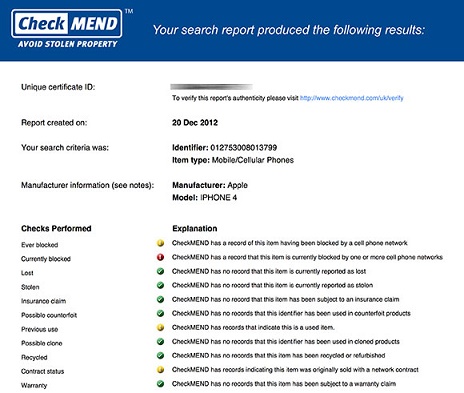 CheckMEND™
AVOID STOLEN PROPERTY
Your search report produced the following results:
Unique certificate ID:
To verify this report's authenticity please visit http://www.checkmend.com/uk/verify
Report created on: 20 Dec 2012
Your search criteria was: Identifier: 012753008013799
Item type: Mobile/Cellular Phones
Manufacturer information (see notes): Manufacturer: Apple
Model: IPHONE 4
Checks Performed Explanation
Ever blocked CheckMEND has a record of this item having been blocked by a cell phone network
Currently blocked CheckMEND has a record that this item is currently blocked by one or more cell phone networks
Lost CheckMEND has no record that this item is currently reported as lost
Stolen CheckMEND has no record that this item is currently reported as stolen
Insurance claim CheckMEND has no record that this item has been subject to an insurance claim
Possible counterfeit CheckMEND has no records that this identifier has been used in counterfeit products
Previous use CheckMEND has records that indicate this is a used item.
Possible clone CheckMEND has no records that this identifier has been used in cloned products
Recycled CheckMEND has no records that this item has been recycled or refurbished
Contract status CheckMEND has records indicating this item was originally sold with a network contract
Warranty CheckMEND has no records that this item has been subject to a warranty claim